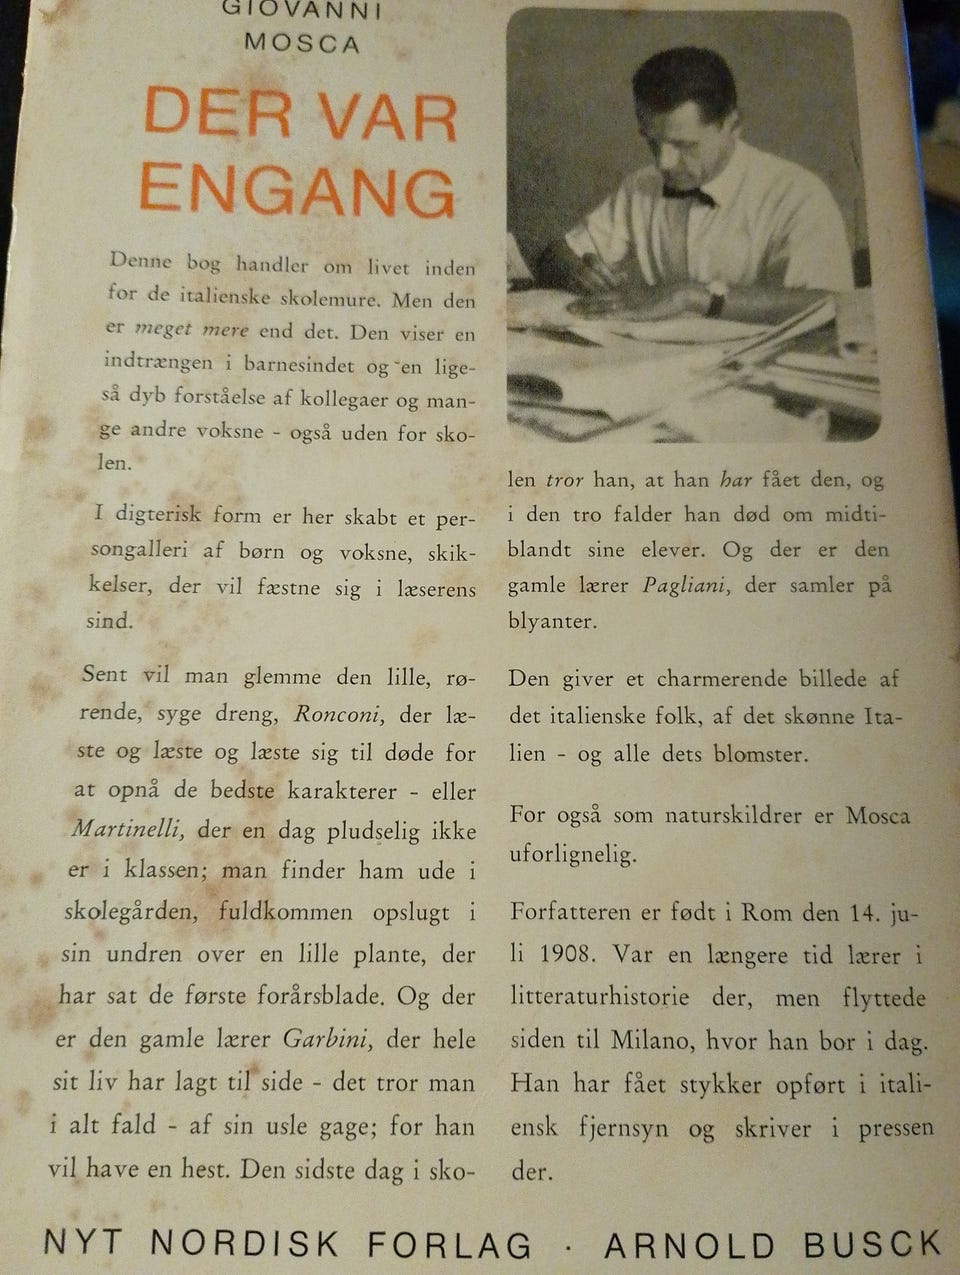 GIOVANNI
MOSCA
DER VAR
ENGANG
Denne bog handler om livet inden
for de italienske skolemure. Men den
er meget mere end det. Den viser en
indtrængen i barnesindet og en lige-
så dyb forståelse af kollegaer og man-
ge andre voksne - også uden for sko-
len.
I digterisk form er her skabt et per-
songalleri af børn og voksne, skik-
kelser, der vil fæstne sig i læserens
sind.
Sent vil man glemme den lille, rø-
rende, syge dreng, Ronconi, der læ-
ste og læste og læste sig til døde for
at opnå de bedste karakterer - eller
Martinelli, der en dag pludselig ikke
er i klassen; man finder ham ude i
skolegården, fuldkommen opslugt i
sin undren over en lille plante, der
har sat de første forårsblade. Og der
er den gamle lærer Garbini, der hele
sit liv har lagt til side - det tror man
i alt fald - af sin usle gage; for han
vil have en hest. Den sidste dag i sko-
len tror han, at han har fået den, og
i den tro falder han død om midti-
blandt sine elever. Og der er den
gamle lærer Pagliani, der samler på
blyanter.
Den giver et charmerende billede af
det italienske folk, af det skønne Ita-
lien - og alle dets blomster.
For også som naturskildrer er Mosca
uforlignelig.
Forfatteren er født i Rom den 14. ju-
li 1908. Var en længere tid lærer i
litteraturhistorie der, men flyttede
siden til Milano, hvor han bor i dag.
Han har fået stykker opført i itali-
ensk fjernsyn og skriver i pressen
der.
NYT NORDISK FORLAG · ARNOLD BUSCK